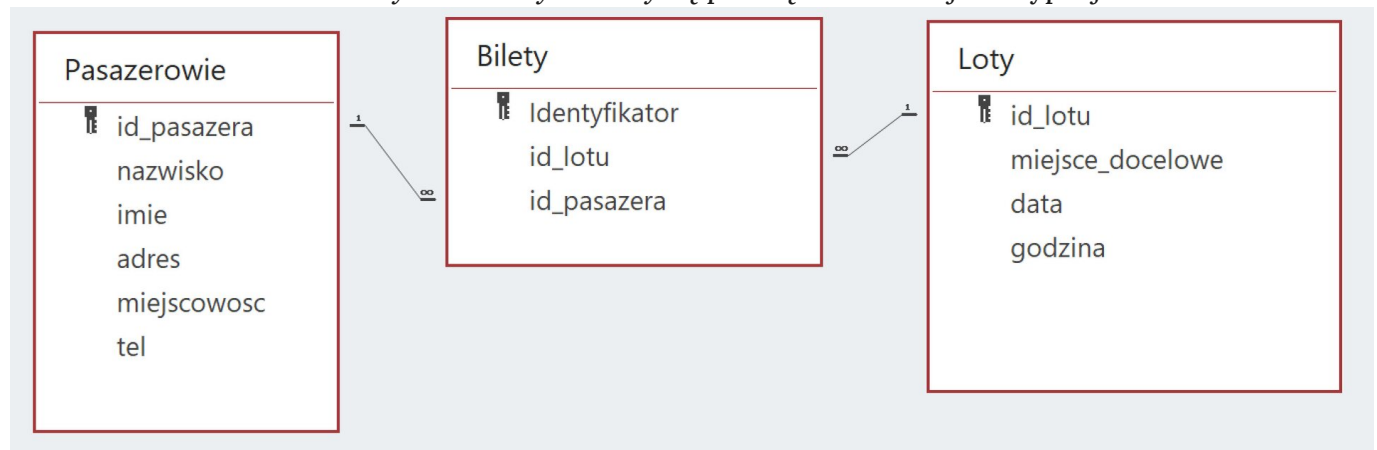 Pasazerowie
id_pasazera
nazwisko
imie
adres
miejscowosc
tel
1
∞
Bilety
Identyfikator
id_lotu
id_pasazera
∞
1
Loty
id_lotu
miejsce_docelowe
data
godzina